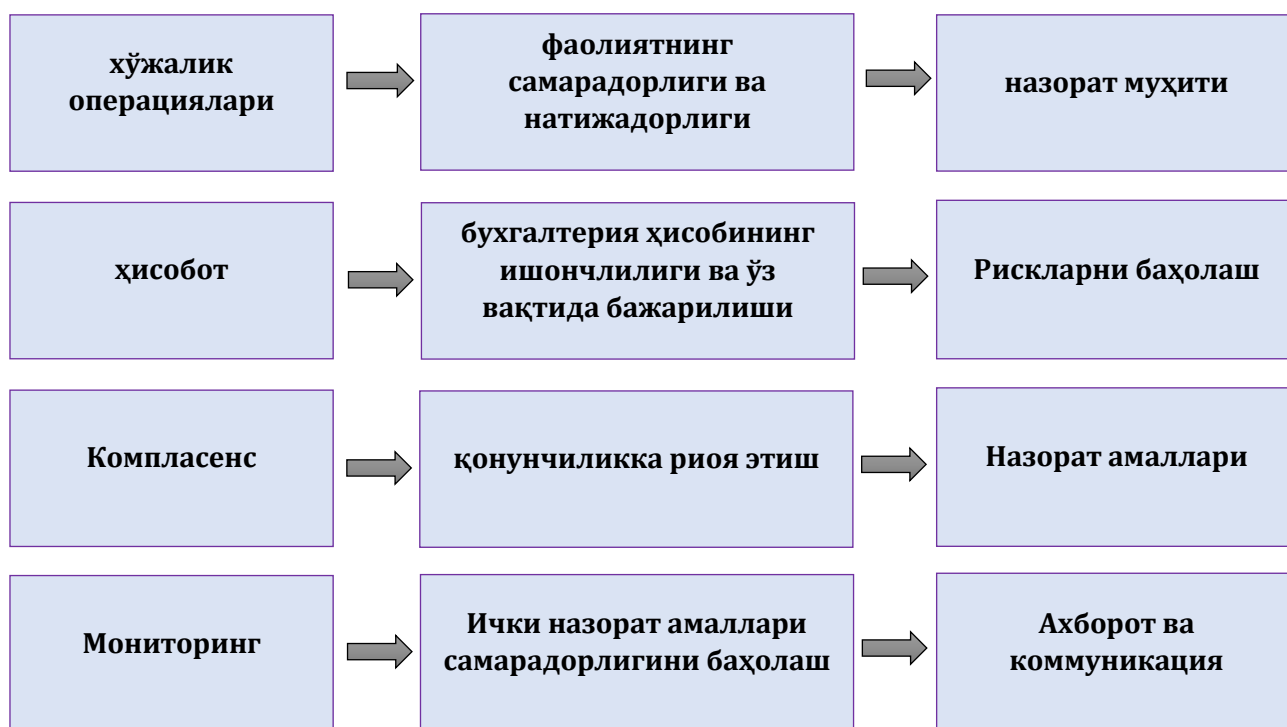 хўжалик
операциялари
фаолиятнинг
самарадорлиги ва
натижадорлиги
назорат муҳити
ҳисобот
бухгалтерия ҳисобининг
ишончлилиги ва ўз
вақтида бажарилиши
Рискларни баҳолаш
Компласенс
қонунчиликка риоя этиш
Назорат амаллари
Мониторинг
Ички назорат амаллари
самарадорлигини баҳолаш
Ахборот ва
коммуникация